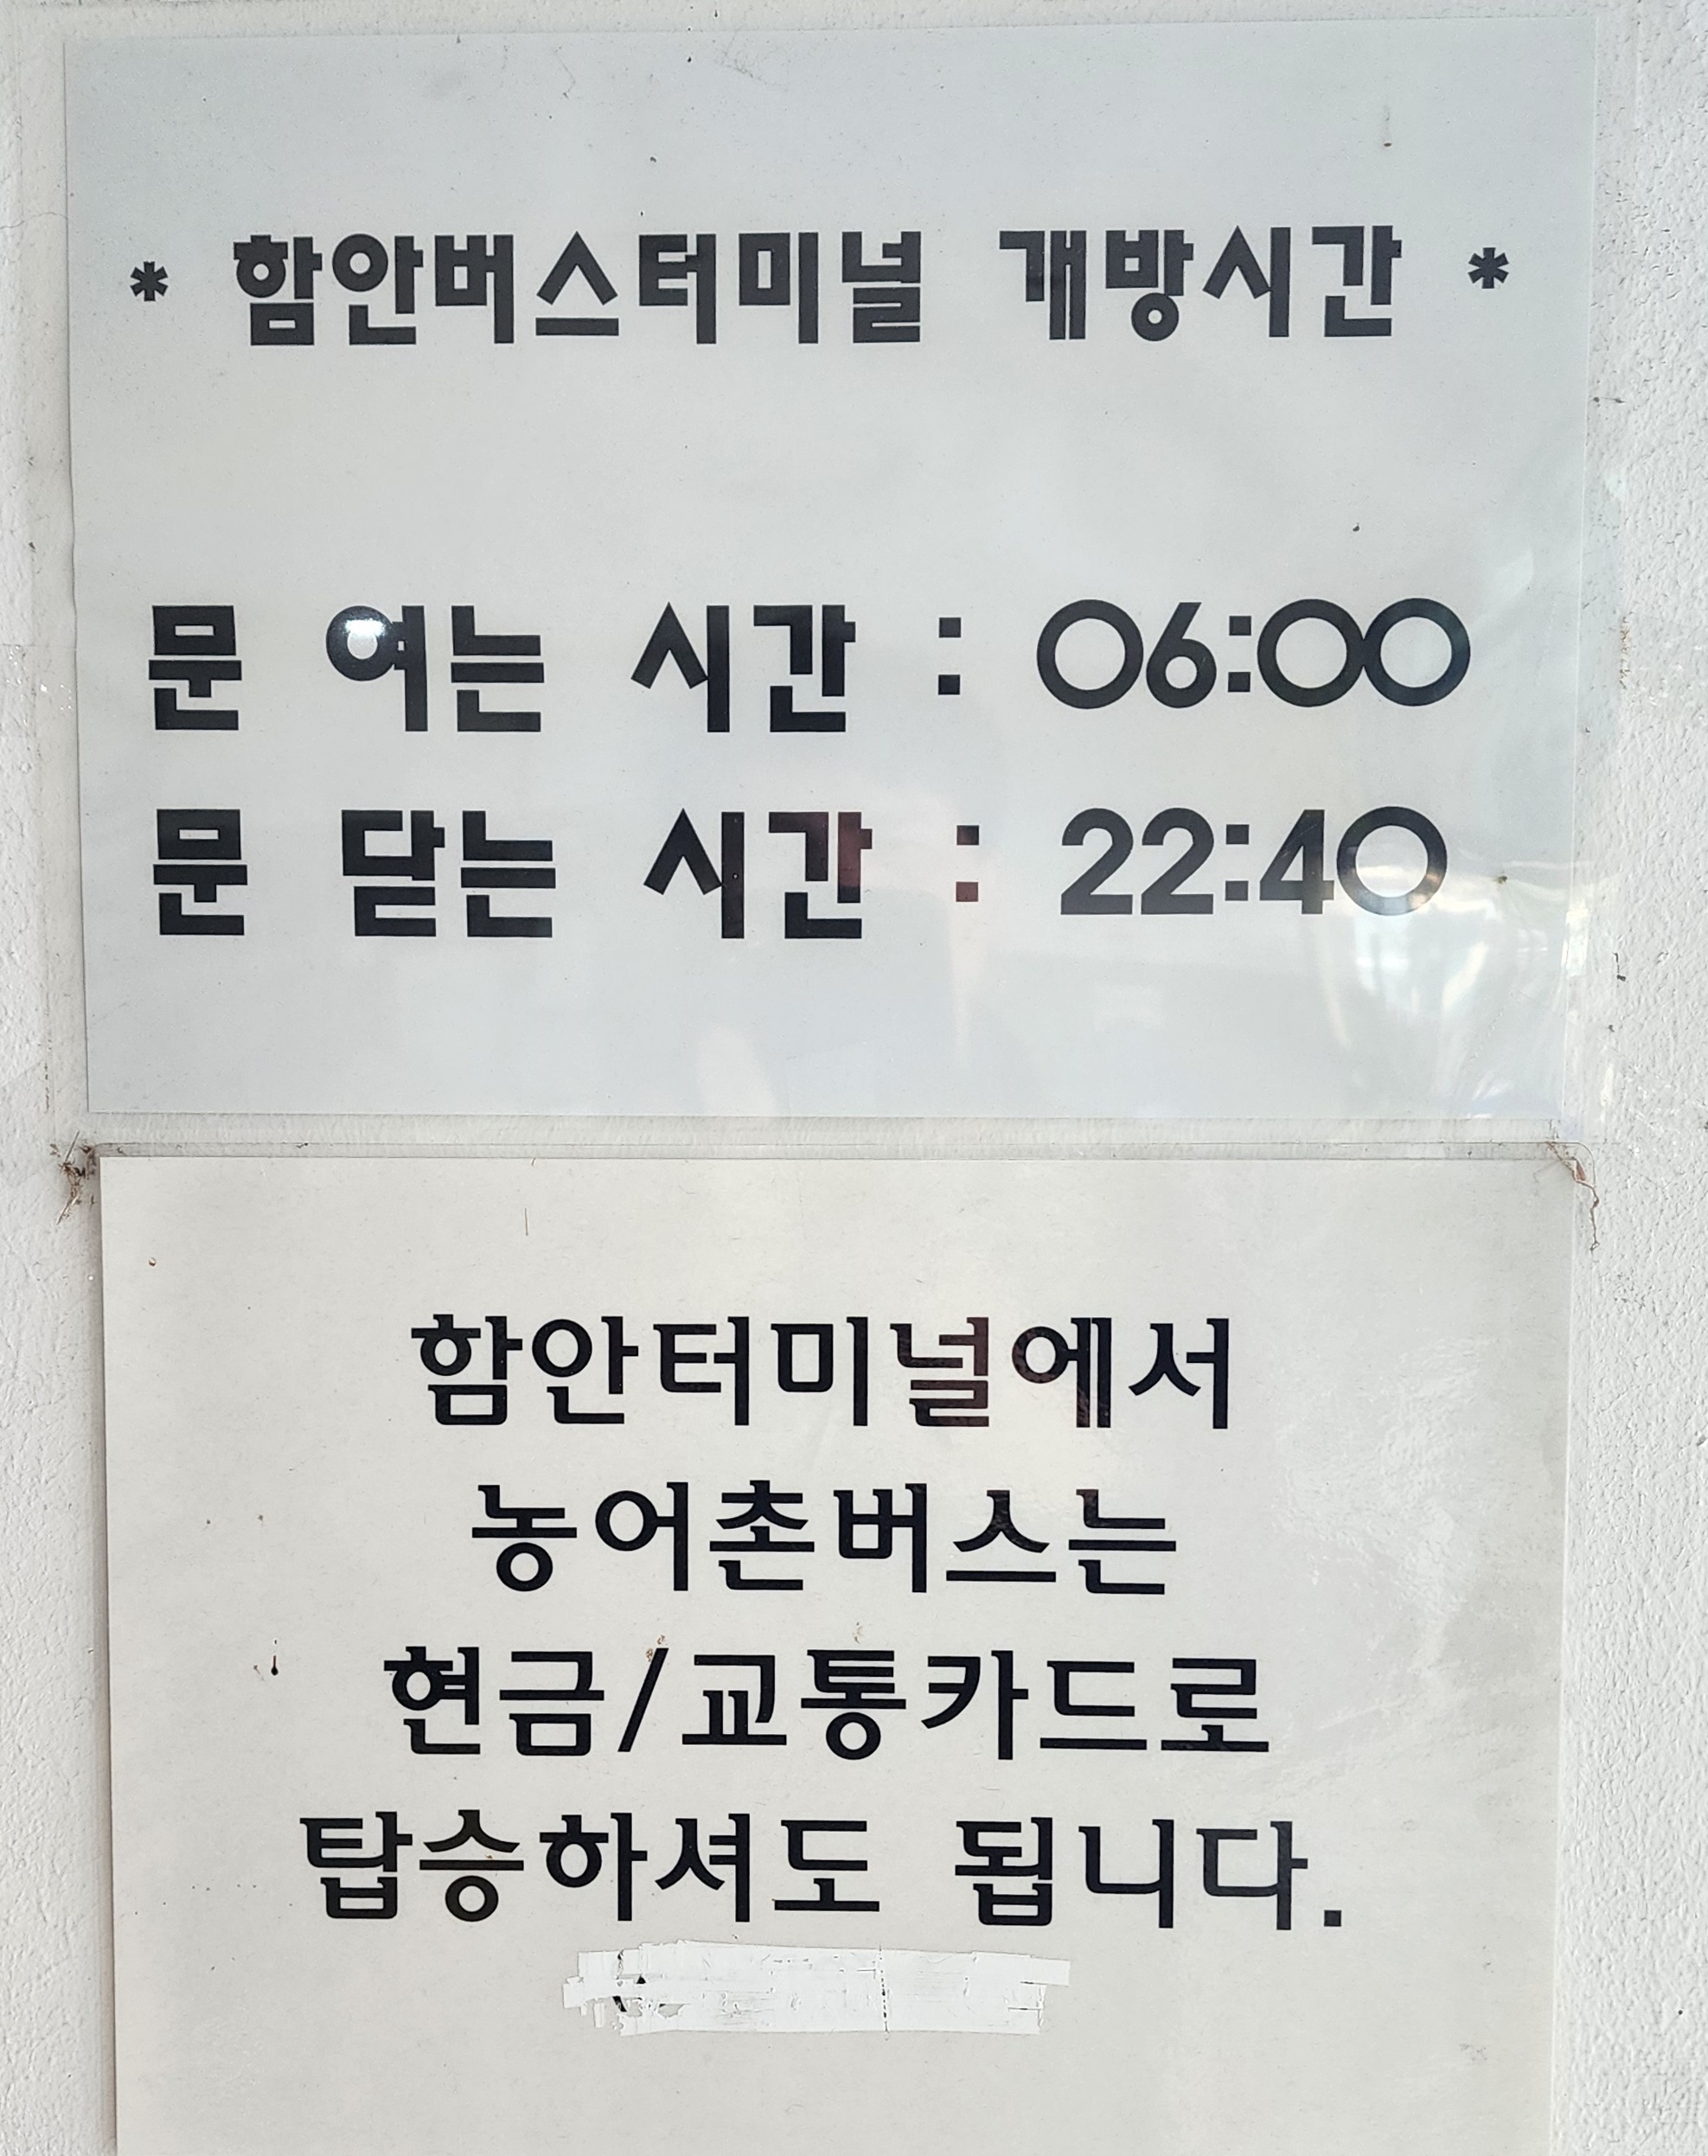 * 함안버스터미널 개방시간 *
문 여는 시간 : 06:00
문 닫는 시간 : 22:40
함안터미널에서
농어촌버스는
현금/교통카드로
탑승하셔도 됩니다.